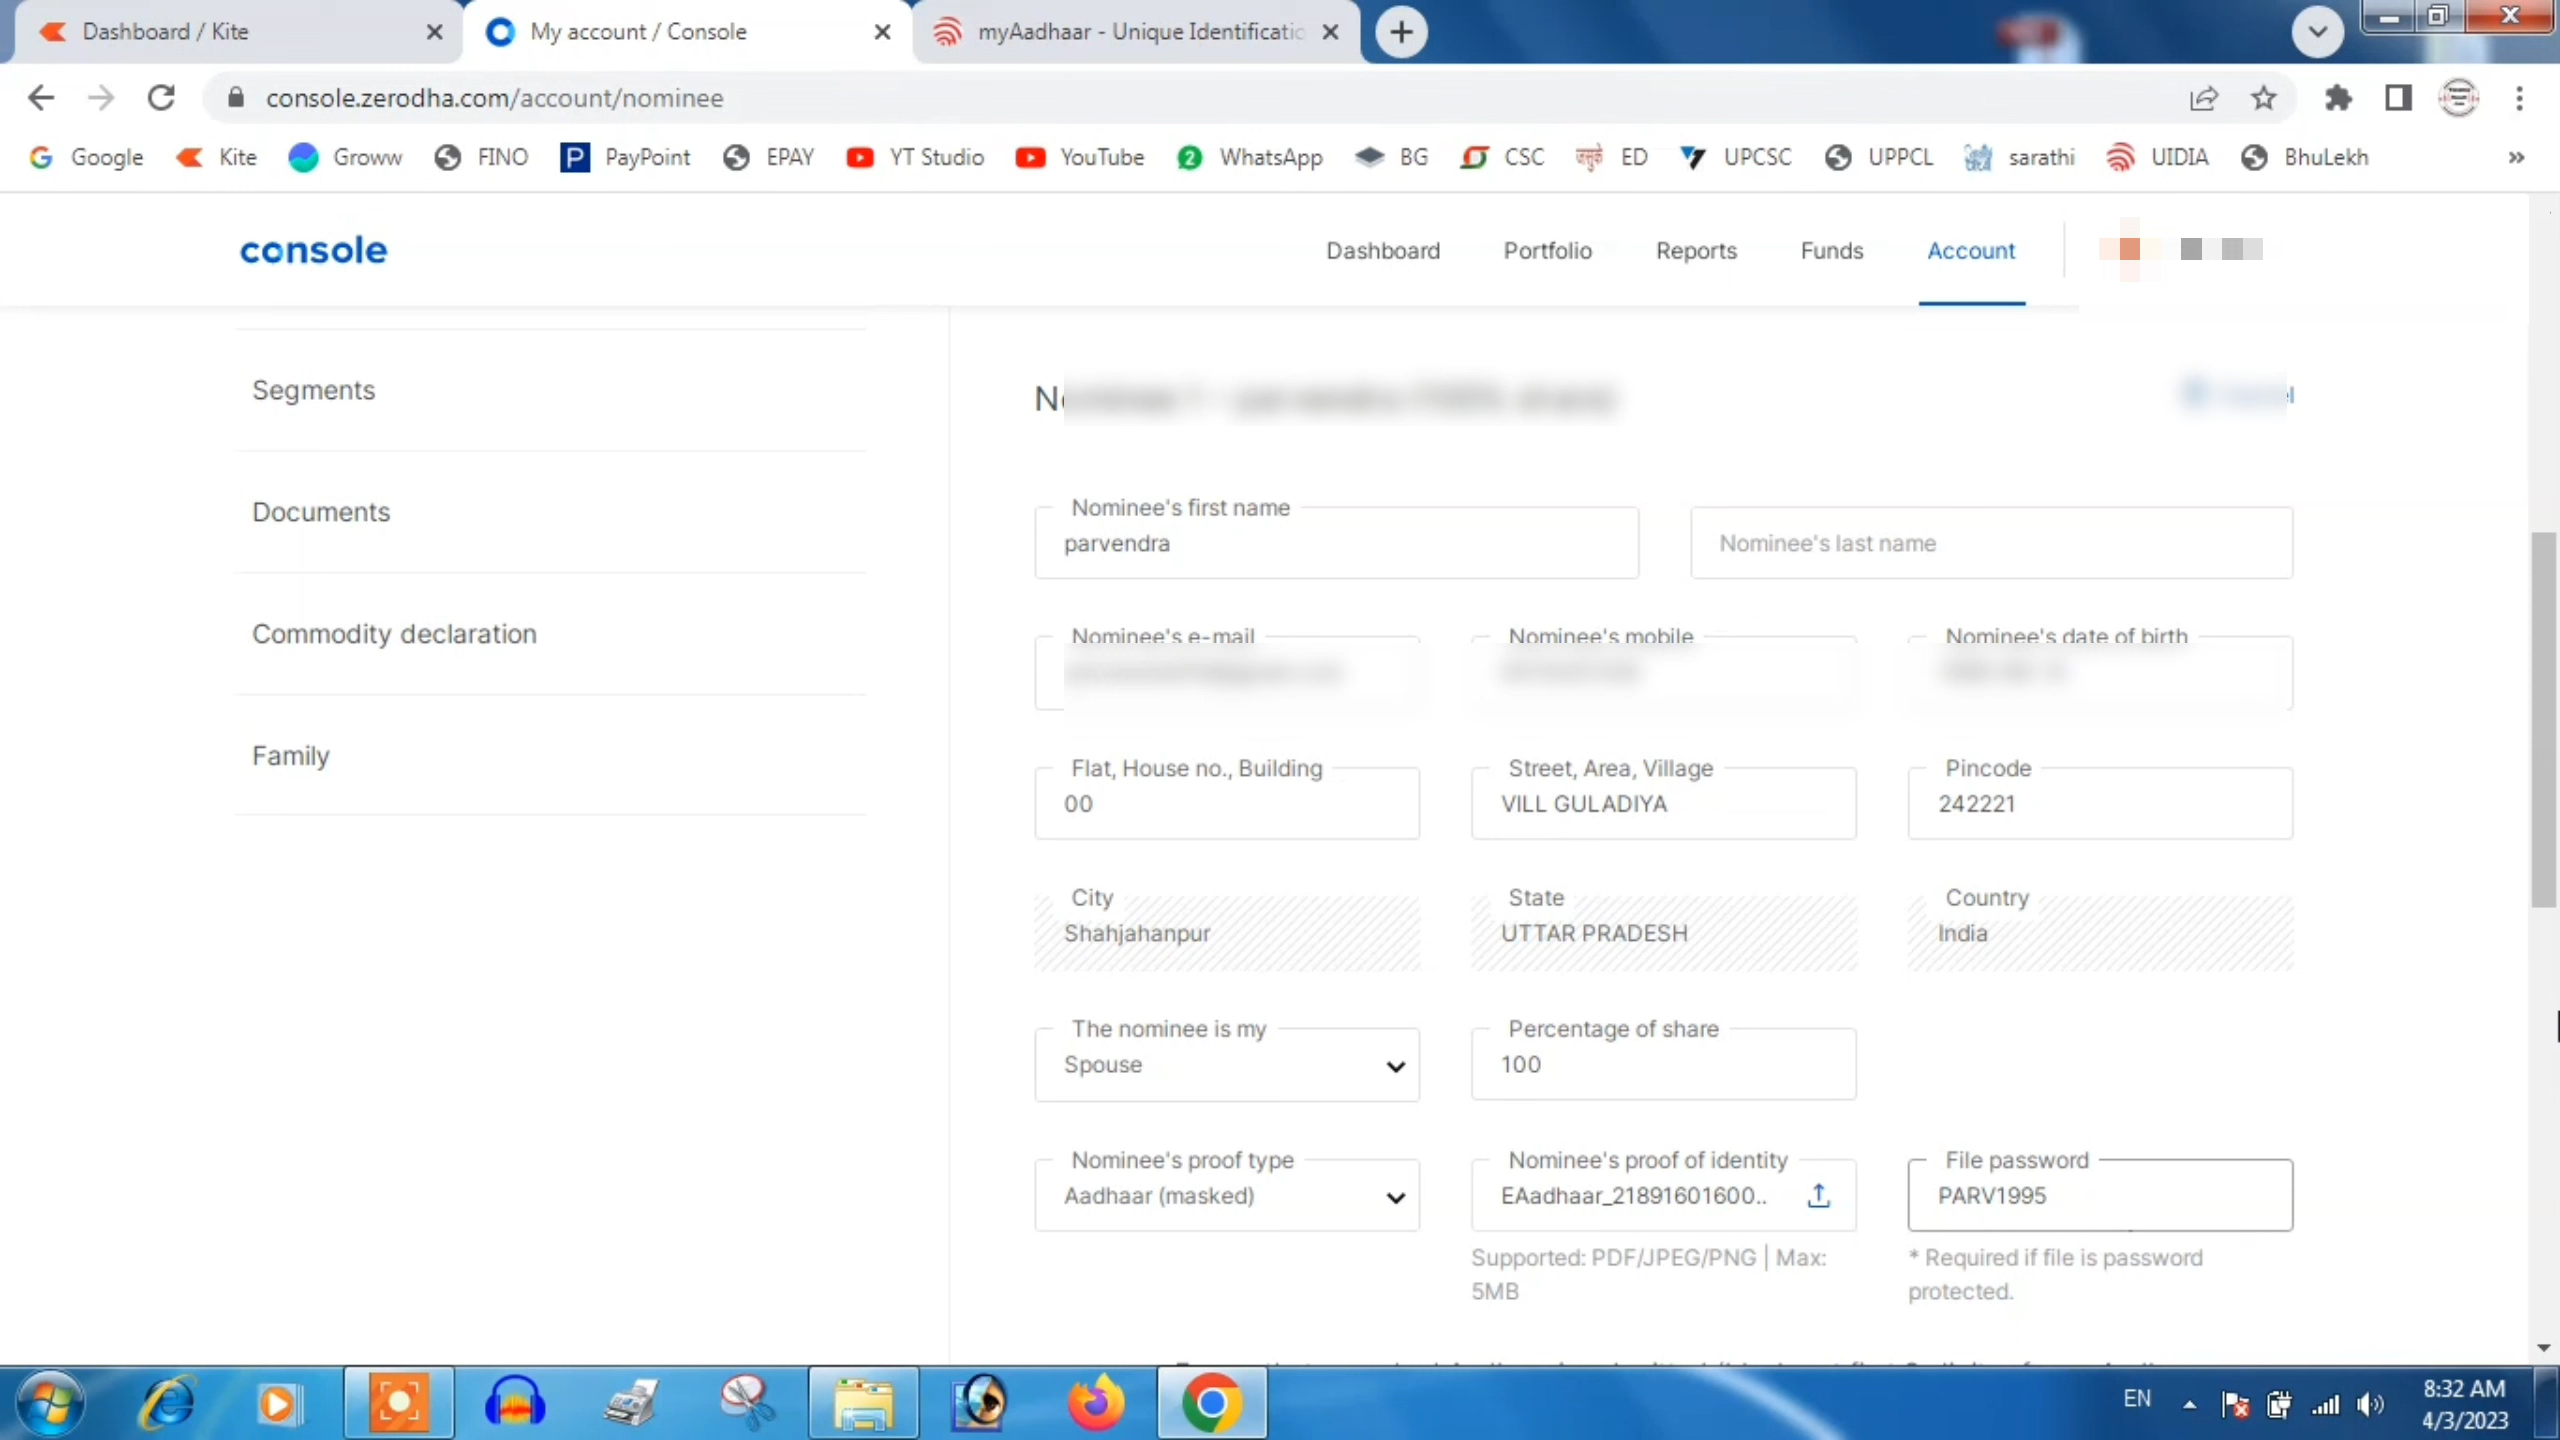 Dashboard / Kite
My account / Console
myAadhaar - Unique Identificatic
console.zerodha.com/account/nominee
Google Kite Groww FINO PayPoint EPAY YT Studio YouTube WhatsApp BG CSC ED UPCSC UPPCL sarathi UIDIA BhuLekh
console
Dashboard Portfolio Reports Funds Account
Segments
Documents
Commodity declaration
Family
Nominee's first name
parvendra
Nominee's last name
Nominee's e-mail
Nominee's mobile
Nominee's date of birth
Flat, House no., Building
00
Street, Area, Village
VILL GULADIYA
Pincode
242221
City
Shahjahanpur
State
UTTAR PRADESH
Country
India
The nominee is my
Spouse
Percentage of share
100
Nominee's proof type
Aadhaar (masked)
Nominee's proof of identity
EAadhaar_21891601600..
Supported: PDF/JPEG/PNG | Max:
5MB
File password
PARV1995
* Required if file is password
protected.
EN
8:32 AM
4/3/2023